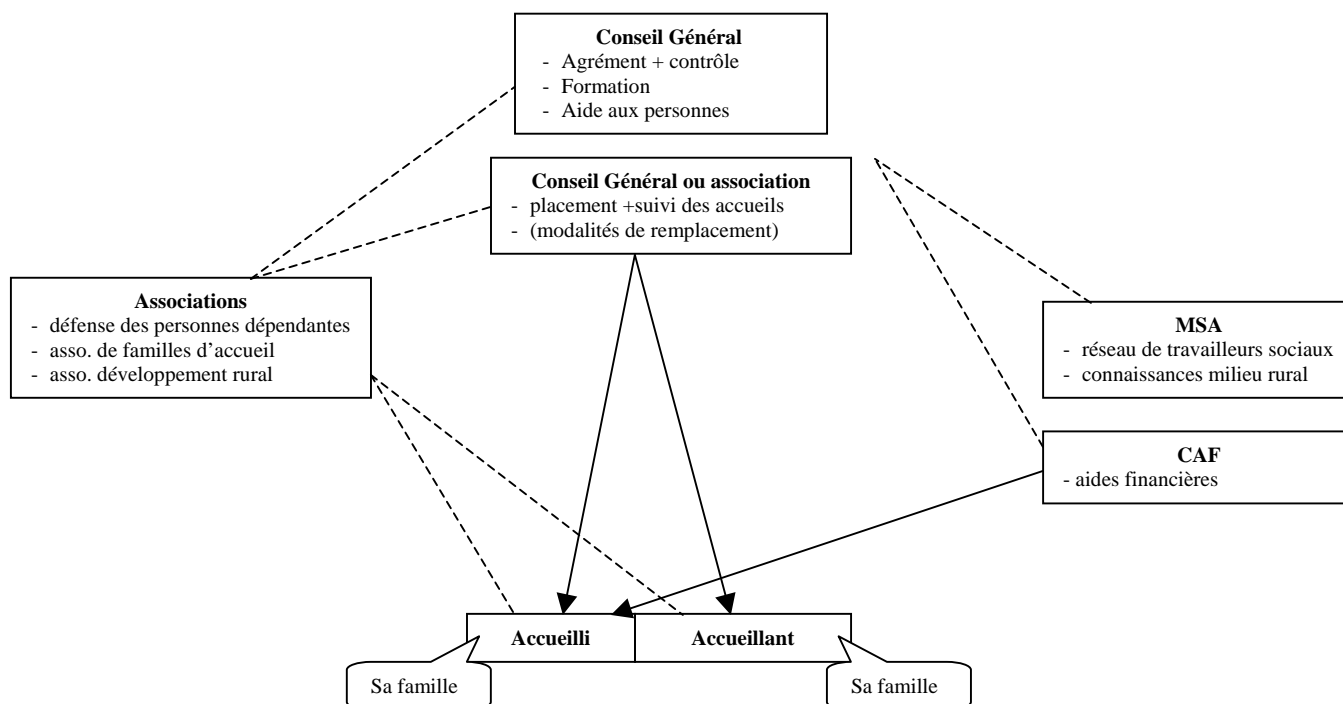 Conseil Général
- Agrément + contrôle
- Formation
- Aide aux personnes
Conseil Général ou association
- placement +suivi des accueils
- (modalités de remplacement)
Associations
- défense des personnes dépendantes
- asso. de familles d’accueil
- asso. développement rural
MSA
- réseau de travailleurs sociaux
- connaissances milieu rural
CAF
- aides financières
Accueilli
Accueillant
Sa famille
Sa famille